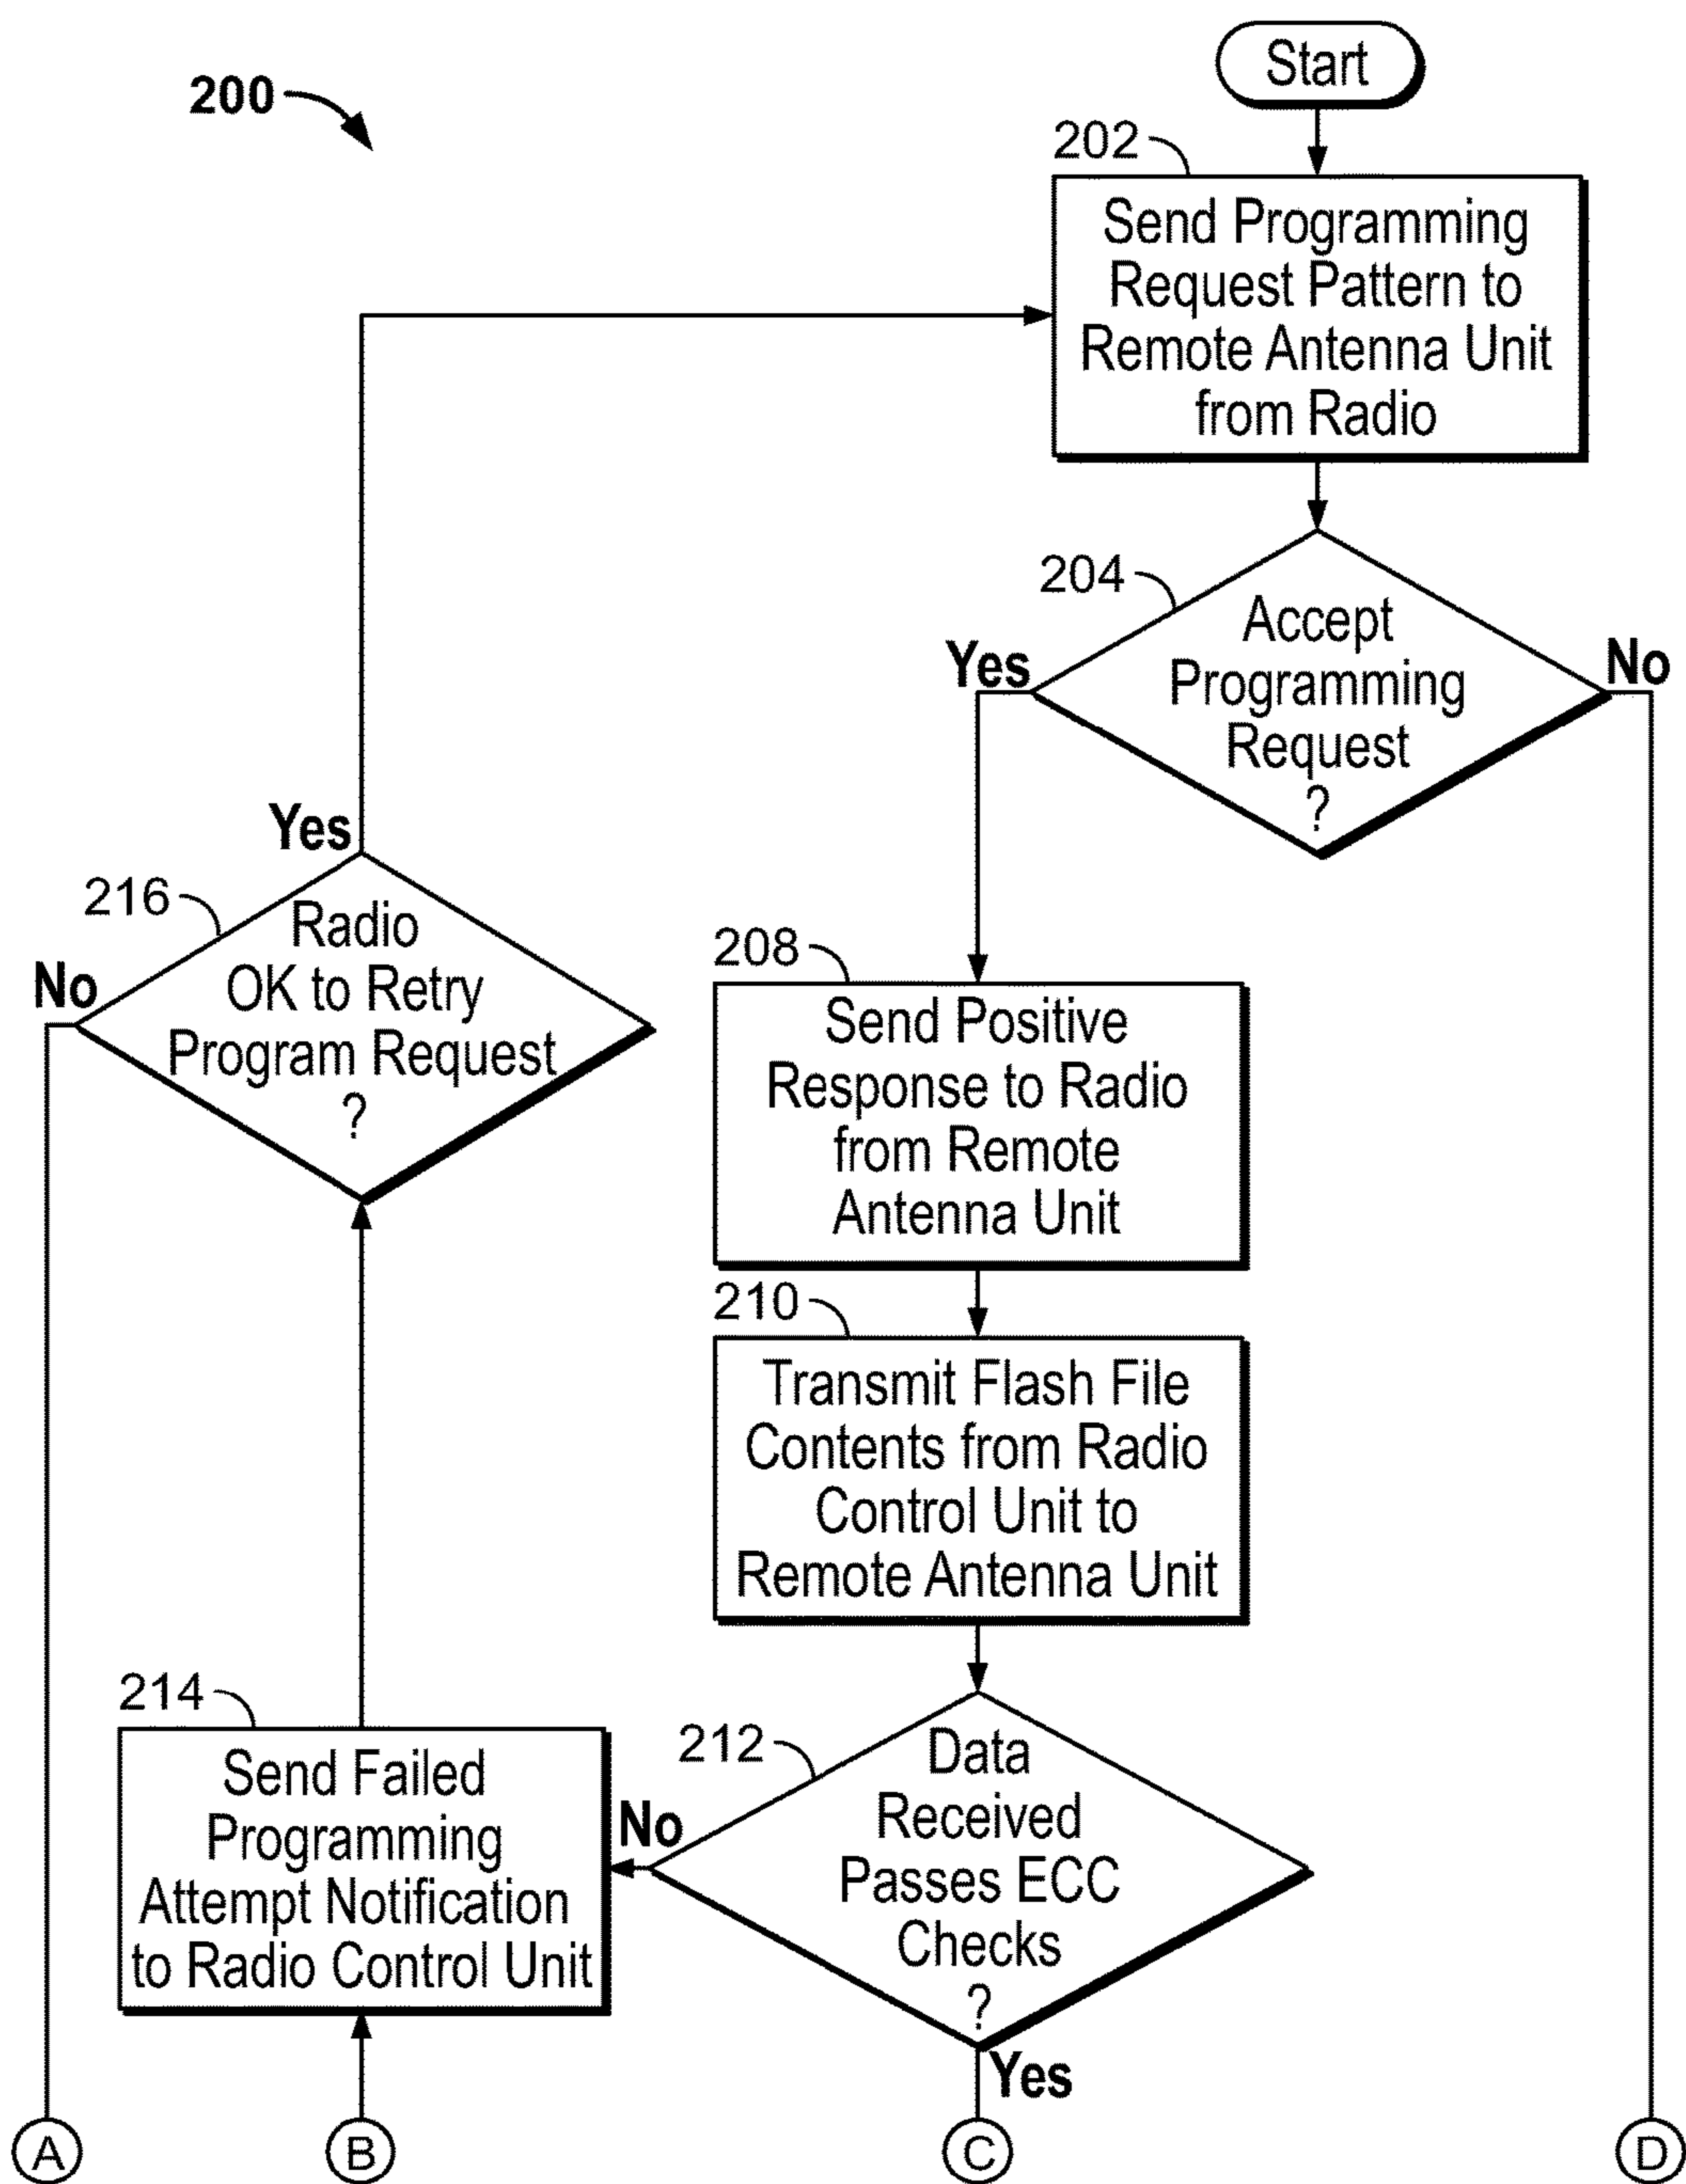 Start
200
202
Send Programming
Request Pattern to
Remote Antenna Unit
from Radio
204
Accept
Programming
Request
?
Yes
No
Yes
216
Radio
OK to Retry
Program Request
?
No
208
Send Positive
Response to Radio
from Remote
Antenna Unit
210
Transmit Flash File
Contents from Radio
Control Unit to
Remote Antenna Unit
214
Send Failed
Programming
Attempt Notification
to Radio Control Unit
212
Data
Received
Passes ECC
Checks
?
No
Yes
A
B
C
D